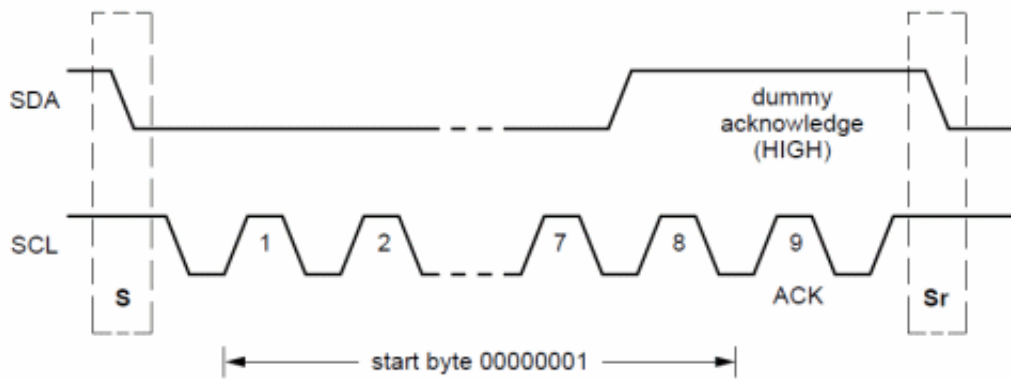 SDA
dummy
acknowledge
(HIGH)
SCL
1
2
7
8
9
S
ACK
Sr
start byte 00000001